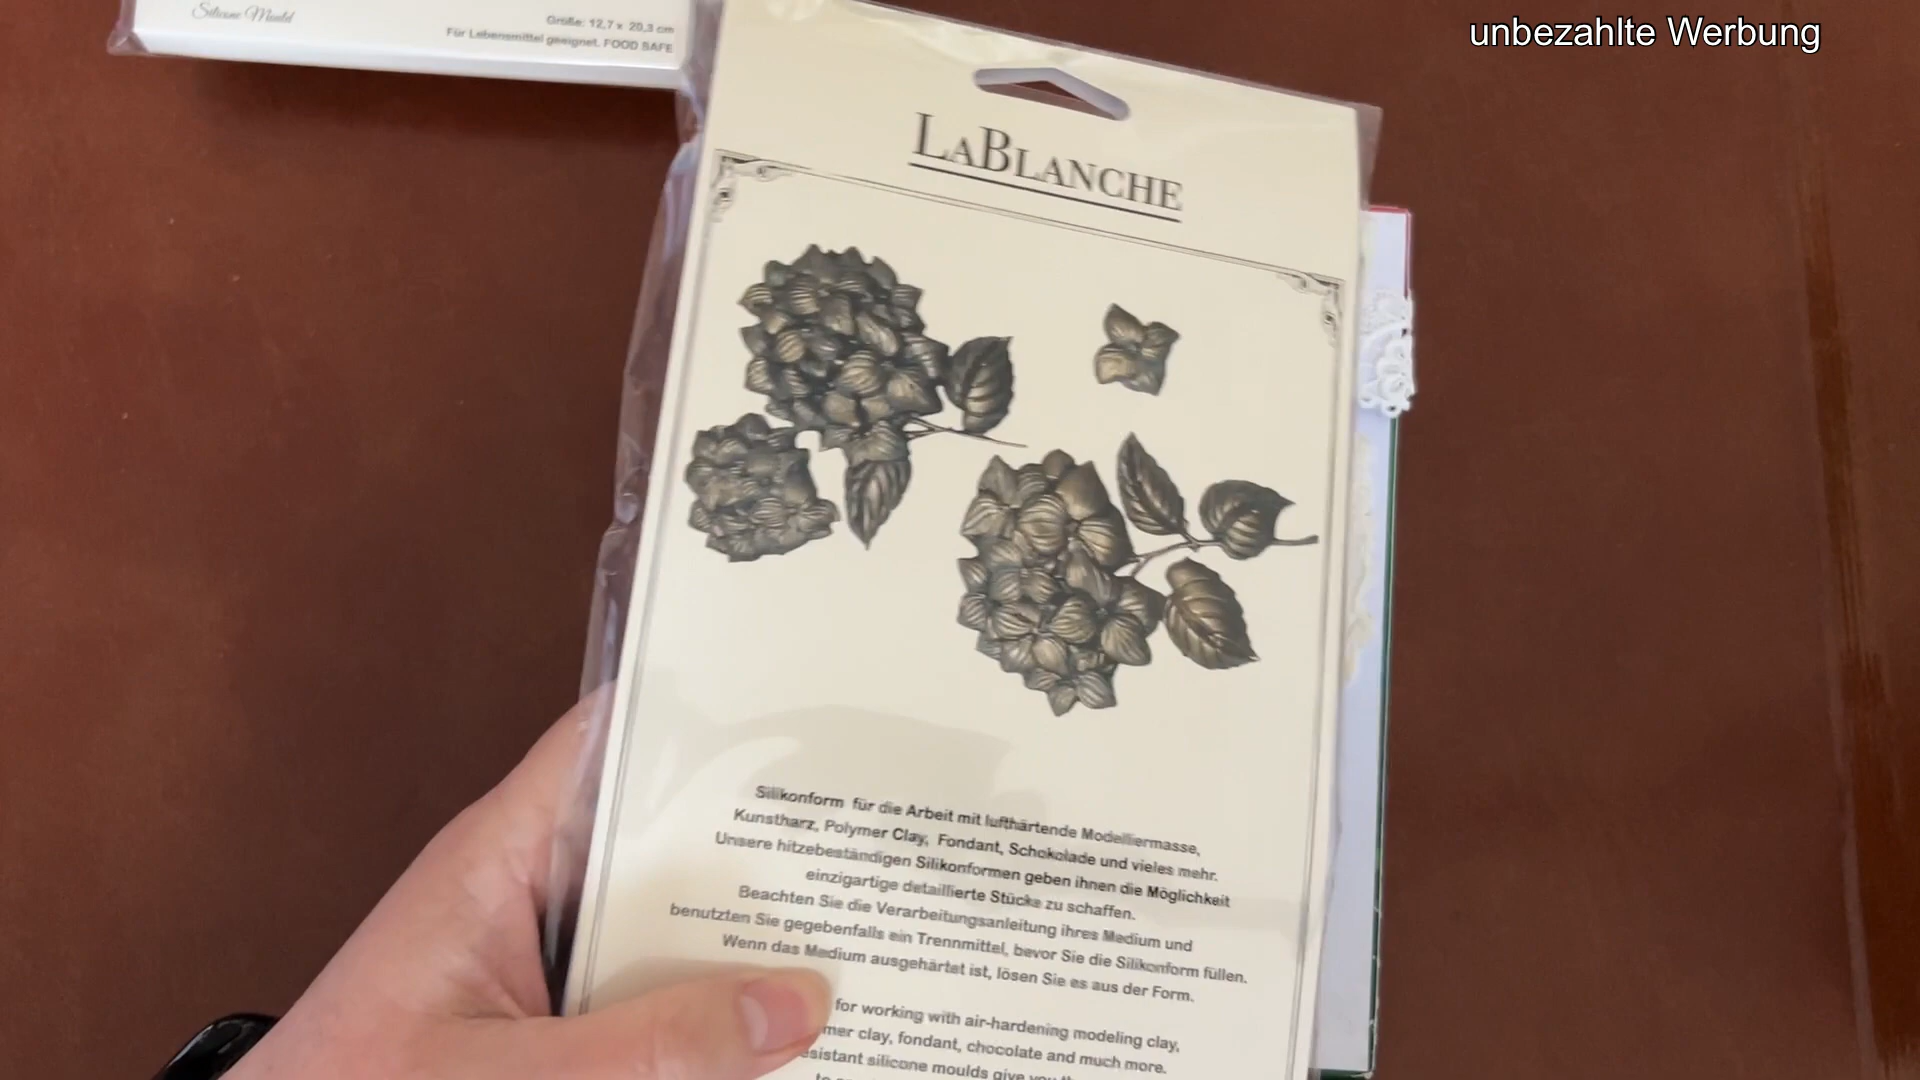 unbezahlte Werbung
Silicone Mould
Größe: 12,7 x 20,3 cm
Für Lebensmittel geeignet. FOOD SAFE
LABLANCHE
Silikonform für die Arbeit mit lufthärtende Modelliermasse,
Kunstharz, Polymer Clay, Fondant, Schokolade und vieles mehr.
Unsere hitzebeständigen Silikonformen geben ihnen die Möglichkeit
einzigartige detaillierte Stücke zu schaffen.
Beachten Sie die Verarbeitungsanleitung ihres Medium und
benutzten Sie gegebenfalls ein Trennmittel, bevor Sie die Silikonform füllen.
Wenn das Medium ausgehärtet ist, lösen Sie es aus der Form.
for working with air-hardening modeling clay,
mer clay, fondant, chocolate and much more.
esistant silicone moulds give you